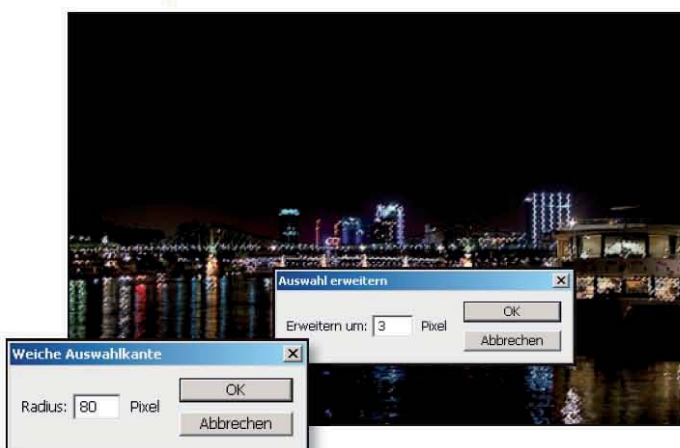 Auswahl erweitern
Erweitern um: 3 Pixel
OK
Abbrechen
Weiche Auswahlkante
Radius: 80 Pixel
OK
Abbrechen